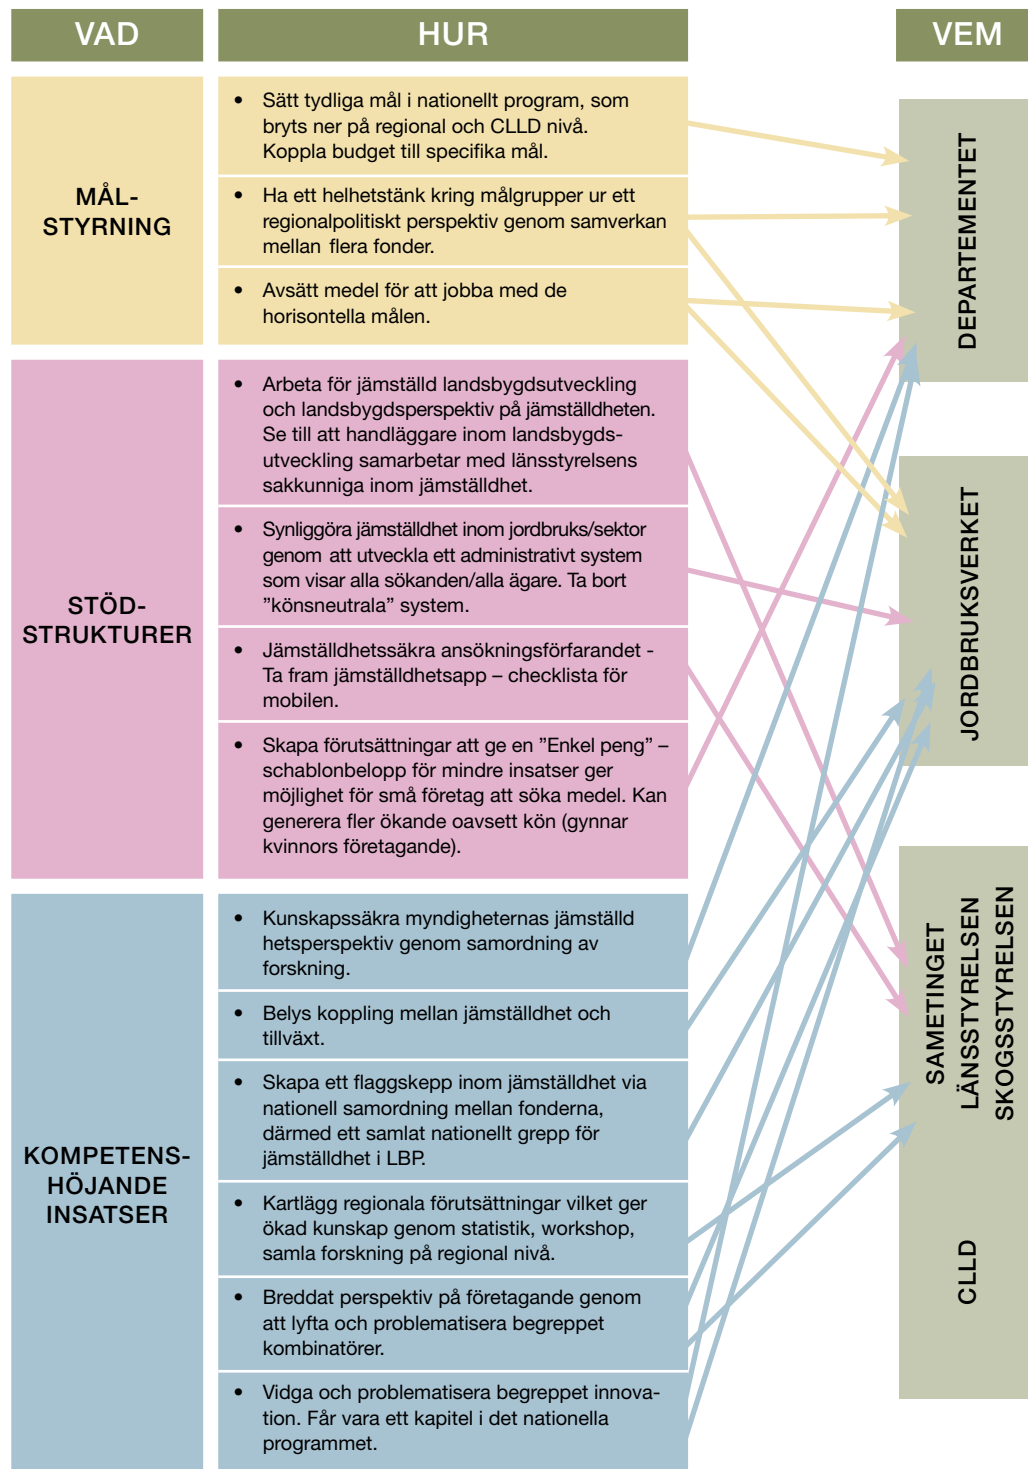 VAD
HUR
VEM
MÅL-
STYRNING
• Sätt tydliga mål i nationellt program, som
bryts ner på regional och CLLD nivå.
Koppla budget till specifika mål.
• Ha ett helhetstänk kring målgrupper ur ett
regionalpolitiskt perspektiv genom samverkan
mellan flera fonder.
• Avsätt medel för att jobba med de
horisontella målen.
STÖD-
STRUKTURER
• Arbeta för jämställd landsbygdsutveckling
och landsbygdsperspektiv på jämställdheten.
Se till att handläggare inom landsbygds-
utveckling samarbetar med länsstyrelsens
sakkunniga inom jämställdhet.
• Synliggöra jämställdhet inom jordbruks/sektor
genom att utveckla ett administrativt system
som visar alla sökanden/alla ägare. Ta bort
”könsneutrala” system.
• Jämställdhetssäkra ansökningsförfarandet -
Ta fram jämställdhetsapp – checklista för
mobilen.
• Skapa förutsättningar att ge en ”Enkel peng” –
schablonbelopp för mindre insatser ger
möjlighet för små företag att söka medel. Kan
generera fler ökande oavsett kön (gynnar
kvinnors företagande).
KOMPETENS-
HÖJANDE
INSATSER
• Kunskapssäkra myndigheternas jämställd
hetsperspektiv genom samordning av
forskning.
• Belys koppling mellan jämställdhet och
tillväxt.
• Skapa ett flaggskepp inom jämställdhet via
nationell samordning mellan fonderna,
därmed ett samlat nationellt grepp för
jämställdhet i LBP.
• Kartlägg regionala förutsättningar vilket ger
ökad kunskap genom statistik, workshop,
samla forskning på regional nivå.
• Breddat perspektiv på företagande genom
att lyfta och problematisera begreppet
kombinatörer.
• Vidga och problematisera begreppet innova-
tion. Får vara ett kapitel i det nationella
programmet.
DEPARTEMENTET
JORDBRUKSVERKET
SAMETINGET
LÄNSSTYRELSEN
SKOGSSTYRELSEN
CLLD